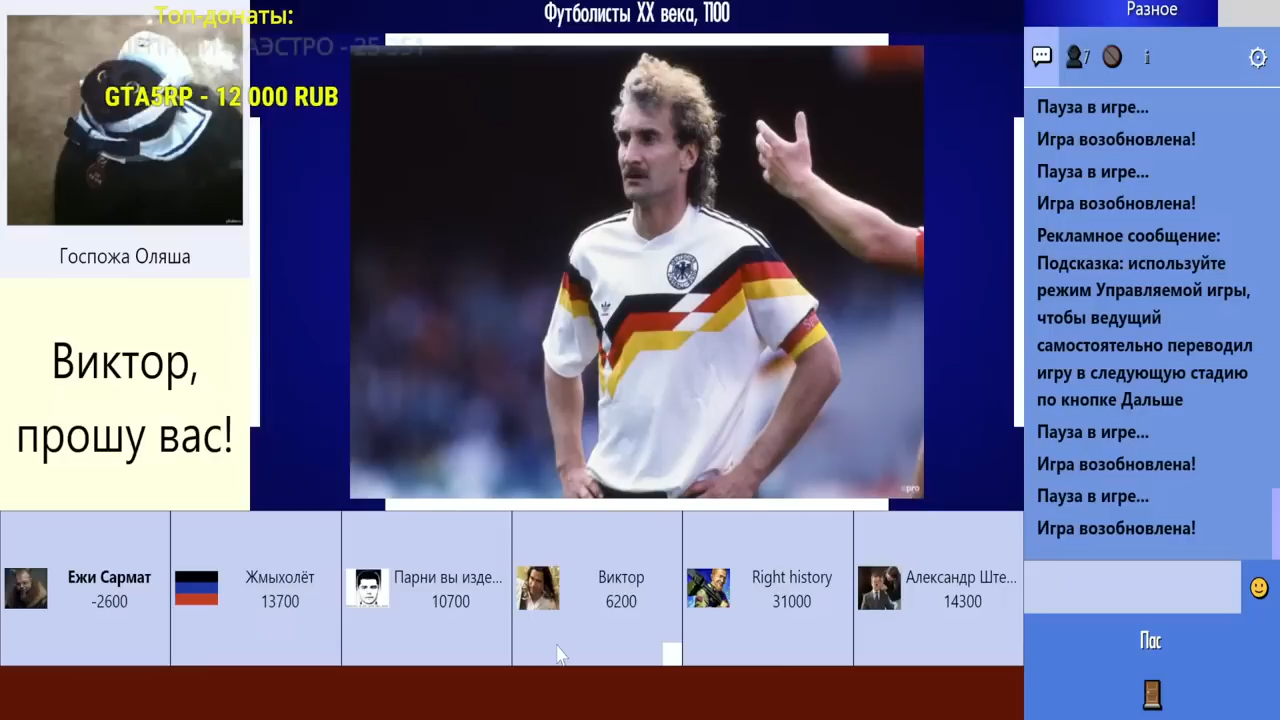 Топ-донаты:
GTA5RP - 12 000 RUB
Госпожа Оляша
Виктор,
прошу вас!
Футболисты XX века, 1100
Разное
7
i
Пауза в игре...
Игра возобновлена!
Пауза в игре...
Игра возобновлена!
Рекламное сообщение:
Подсказка: используйте
режим Управляемой игры,
чтобы ведущий
самостоятельно переводил
игру в следующую стадию
по кнопке Дальше
Пауза в игре...
Игра возобновлена!
Пауза в игре...
Игра возобновлена!
Пас
Ежи Сармат
-2600
Жмыхолёт
13700
Парни вы изде...
10700
Виктор
6200
Right history
31000
Александр Ште...
14300